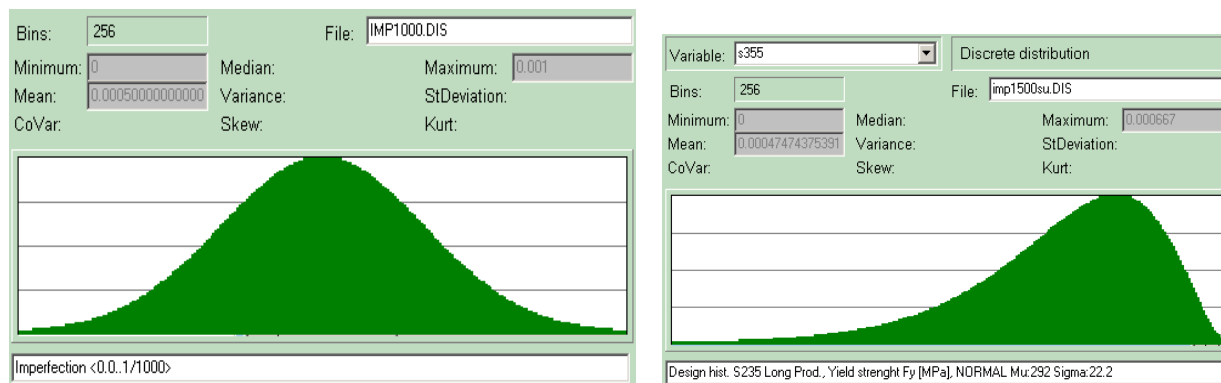 Bins: 256 File: IMP1000.DIS
Minimum: 0 Median: Maximum: 0.001
Mean: 0.00050000000000 Variance: StDeviation:
CoVar: Skew: Kurt:
Imperfection <0.0..1/1000>
Variable: s355 Discrete distribution
Bins: 256 File: imp1500su.DIS
Minimum: 0 Median: Maximum: 0.000667
Mean: 0.00047474375391 Variance: StDeviation:
CoVar: Skew: Kurt:
Design hist. S235 Long Prod., Yield strenght Fy [MPa], NORMAL Mu:292 Sigma:22.2